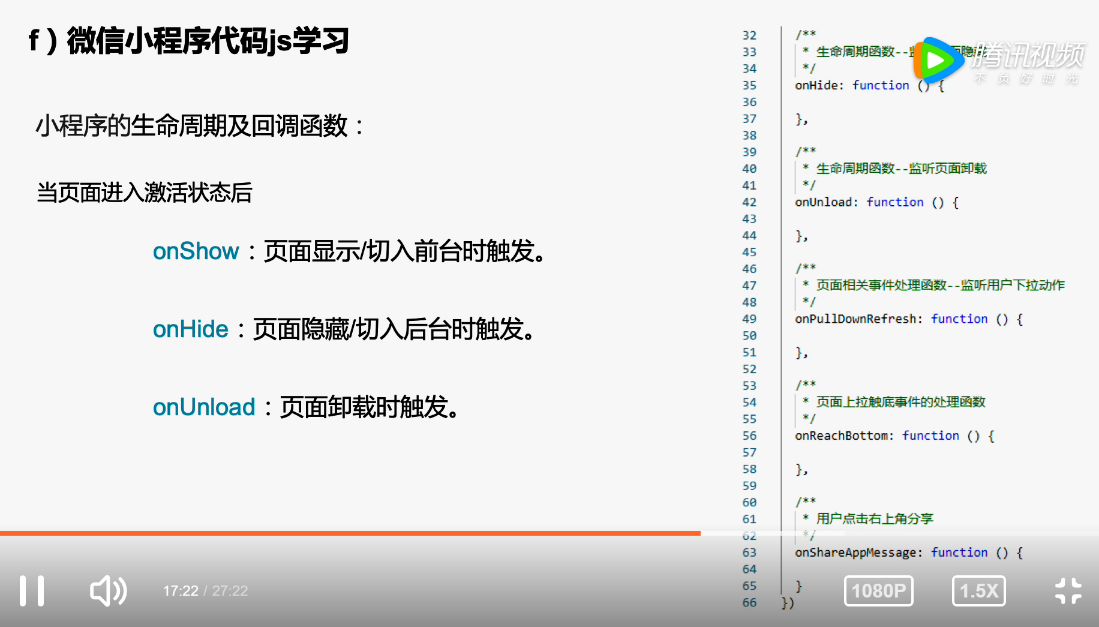 f ) 微信小程序代码js学习
小程序的生命周期及回调函数：
当页面进入激活状态后
onShow：页面显示/切入前台时触发。
onHide：页面隐藏/切入后台时触发。
onUnload：页面卸载时触发。
32 /**
33 * 生命周期函数--监
34 */
35 onHide: function () {
36
37 },
38
39 /**
40 * 生命周期函数--监听页面卸载
41 */
42 onUnload: function () {
43
44 },
45
46 /**
47 * 页面相关事件处理函数--监听用户下拉动作
48 */
49 onPullDownRefresh: function () {
50
51 },
52
53 /**
54 * 页面上拉触底事件的处理函数
55 */
56 onReachBottom: function () {
57
58 },
59
60 /**
61 * 用户点击右上角分享
62 */
63 onShareAppMessage: function () {
64
65 }
66 })
腾讯视频
不负好时光
17:22 / 27:22
1080P
1.5X